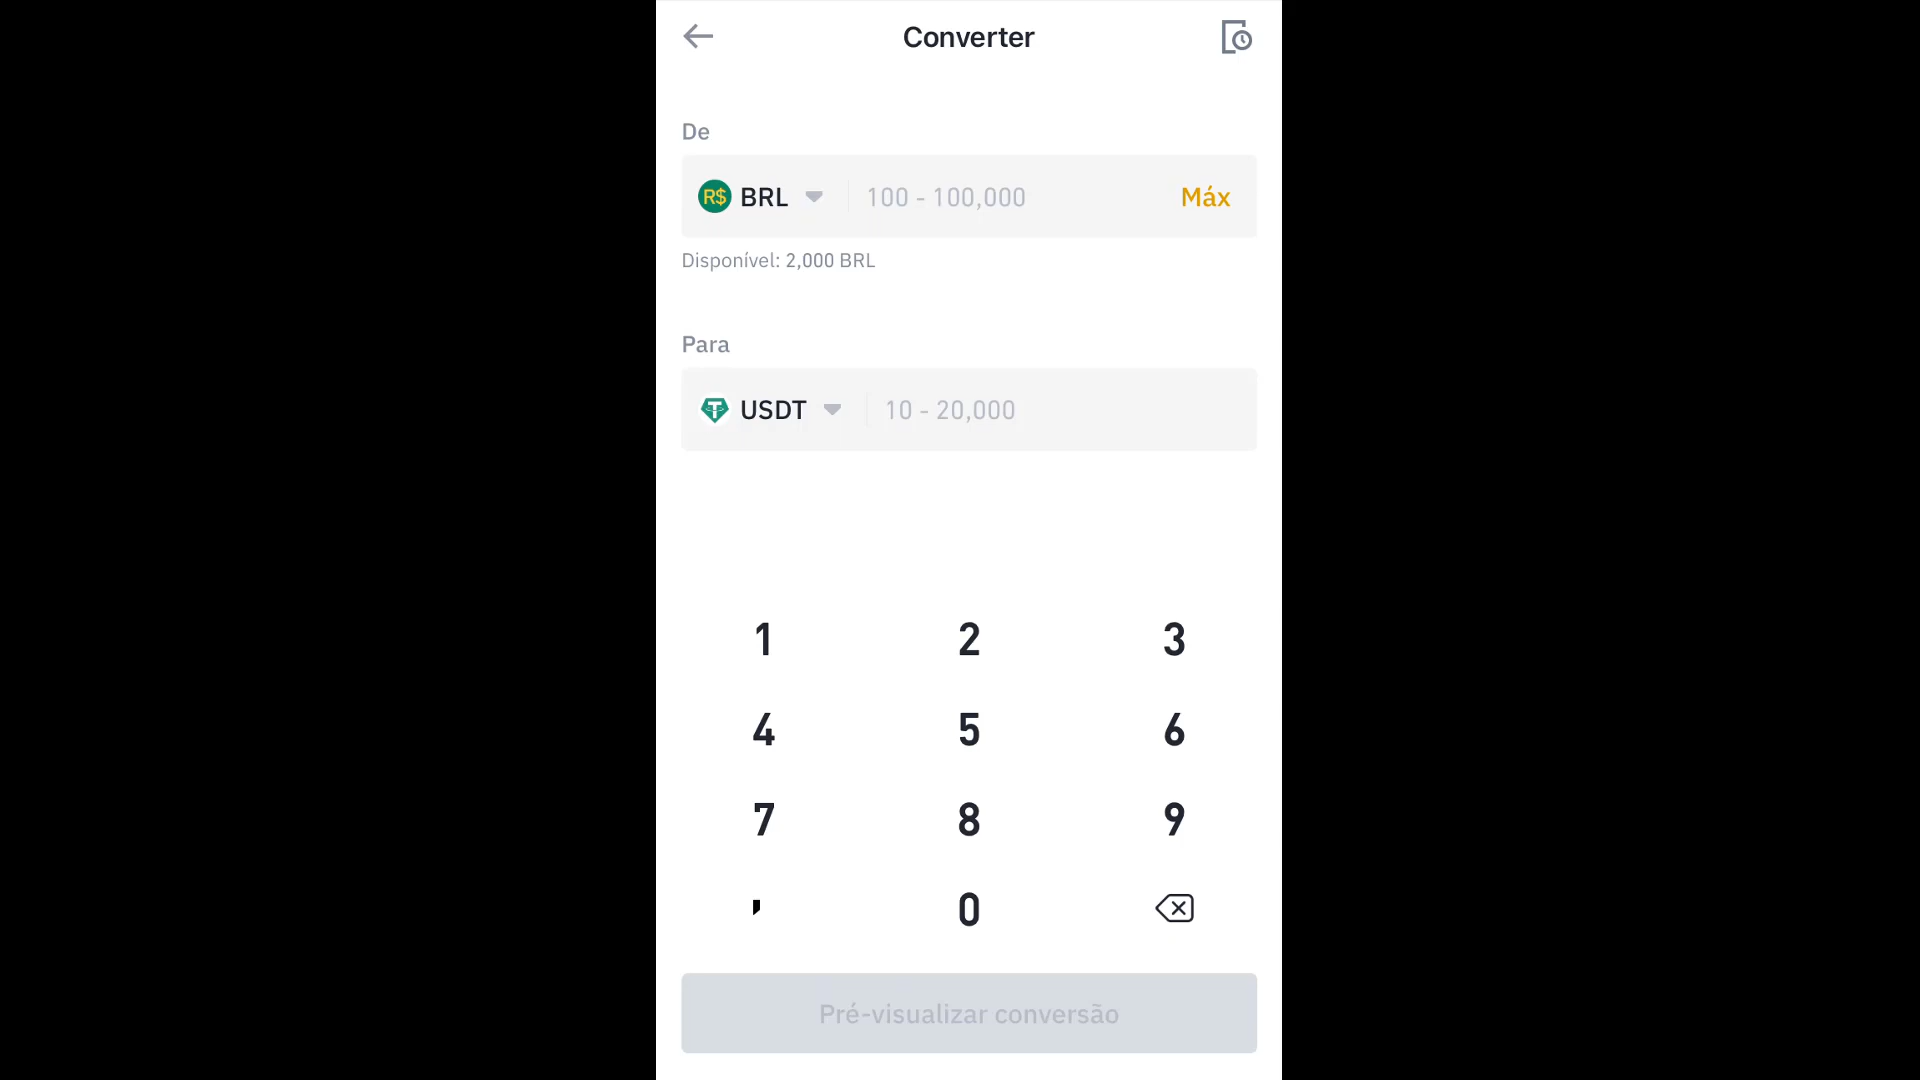 Converter
De
R$ BRL 100 - 100,000 Máx
Disponível: 2,000 BRL
Para
USDT 10 - 20,000
1 2 3
4 5 6
7 8 9
, 0
Pré-visualizar conversão